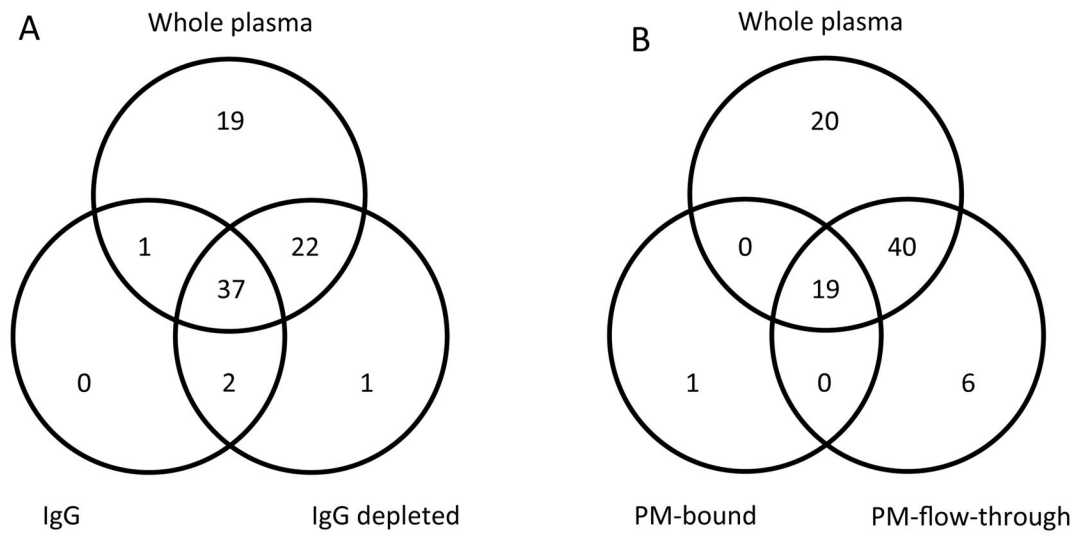 A
Whole plasma
19
1
22
37
0
2
1
IgG
IgG depleted
B
Whole plasma
20
0
40
19
1
0
6
PM-bound
PM-flow-through